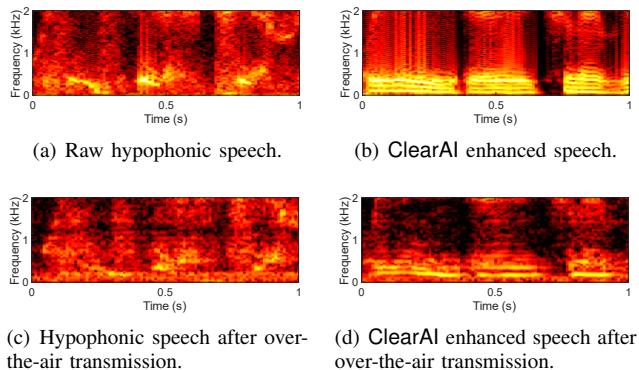 Frequency (kHz)
2
1
0
0
0.5
1
Time (s)
(a) Raw hypophonic speech.
Frequency (kHz)
2
1
0
0
0.5
1
Time (s)
(b) ClearAI enhanced speech.
Frequency (kHz)
2
1
0
0
0.5
1
Time (s)
(c) Hypophonic speech after over-
the-air transmission.
Frequency (kHz)
2
1
0
0
0.5
1
Time (s)
(d) ClearAI enhanced speech after
over-the-air transmission.